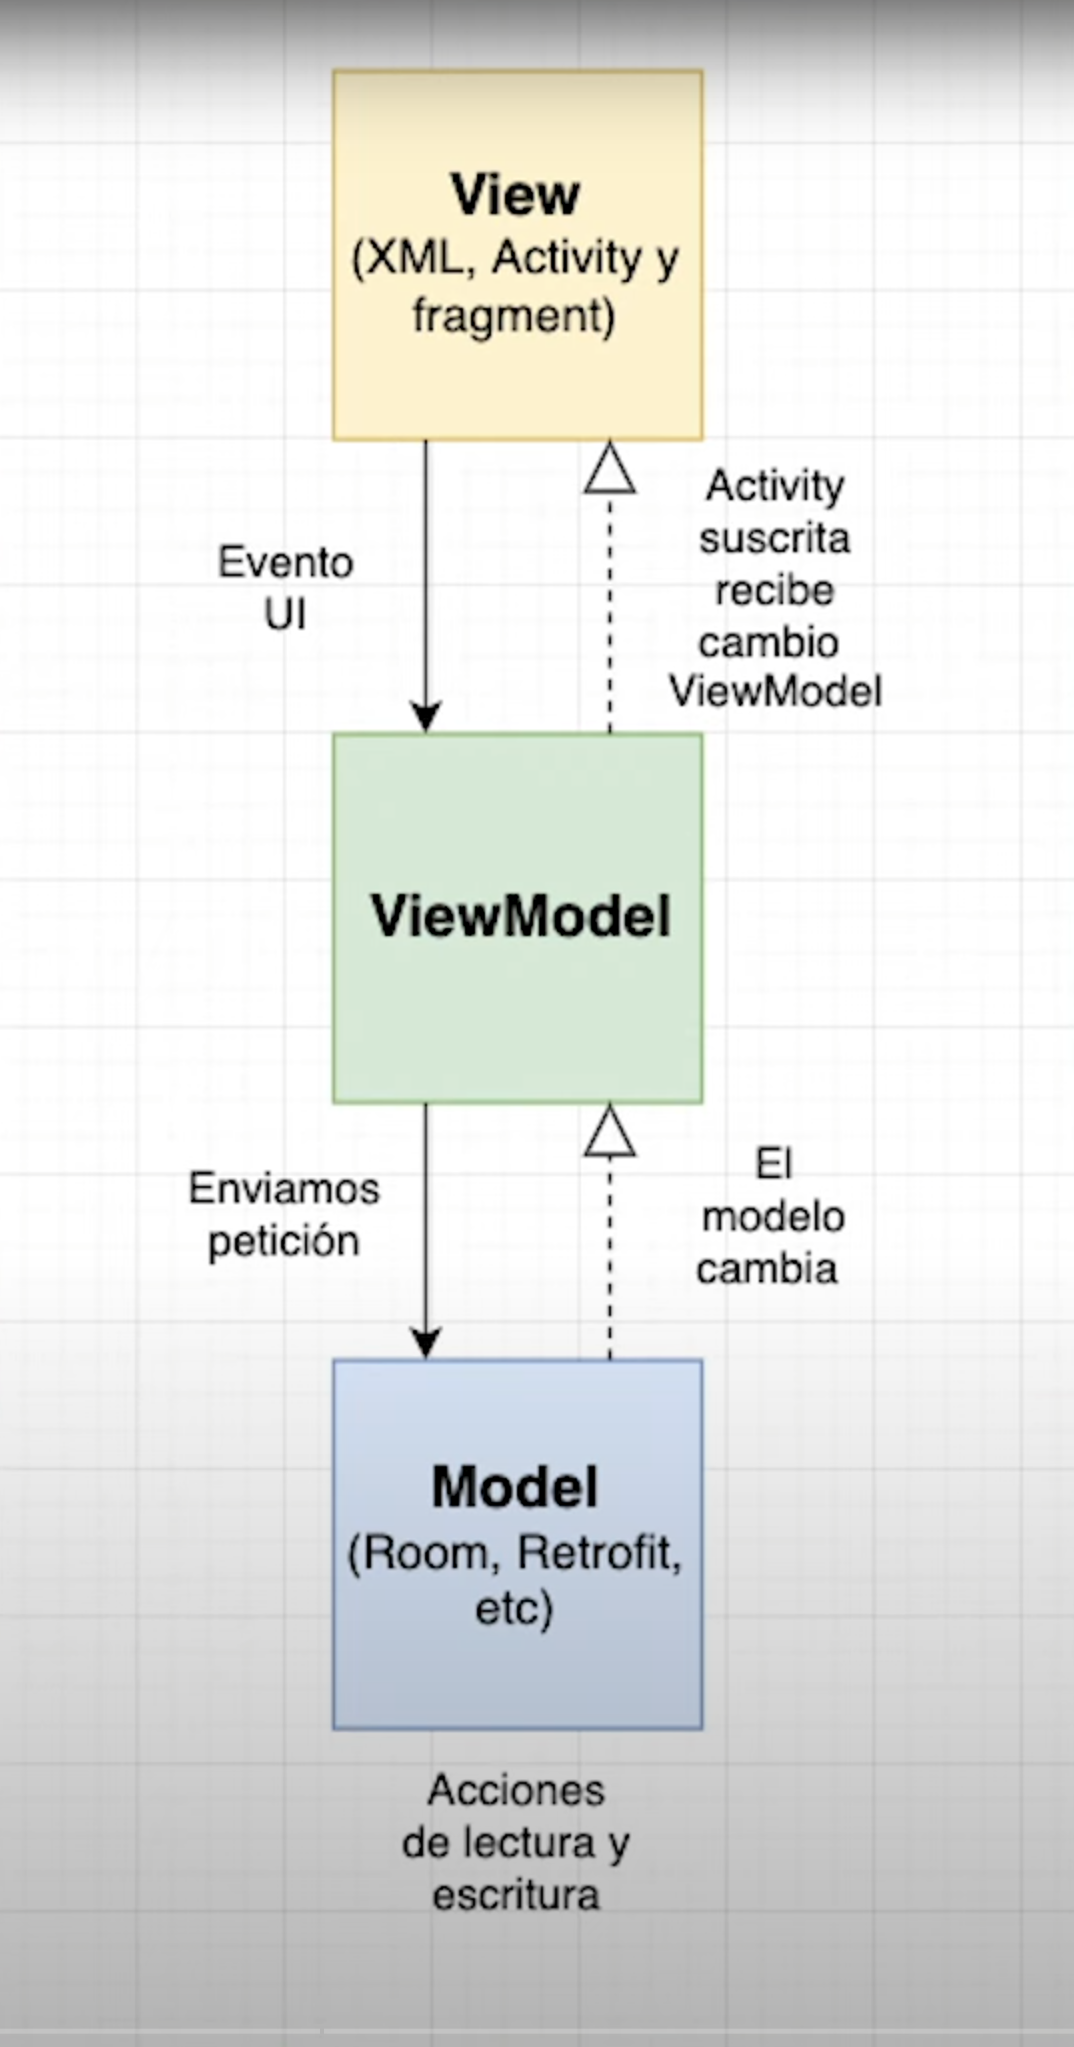 View
(XML, Activity y
fragment)
Evento
UI
Activity
suscrita
recibe
cambio
ViewModel
ViewModel
Enviamos
petición
El
modelo
cambia
Model
(Room, Retrofit,
etc)
Acciones
de lectura y
escritura